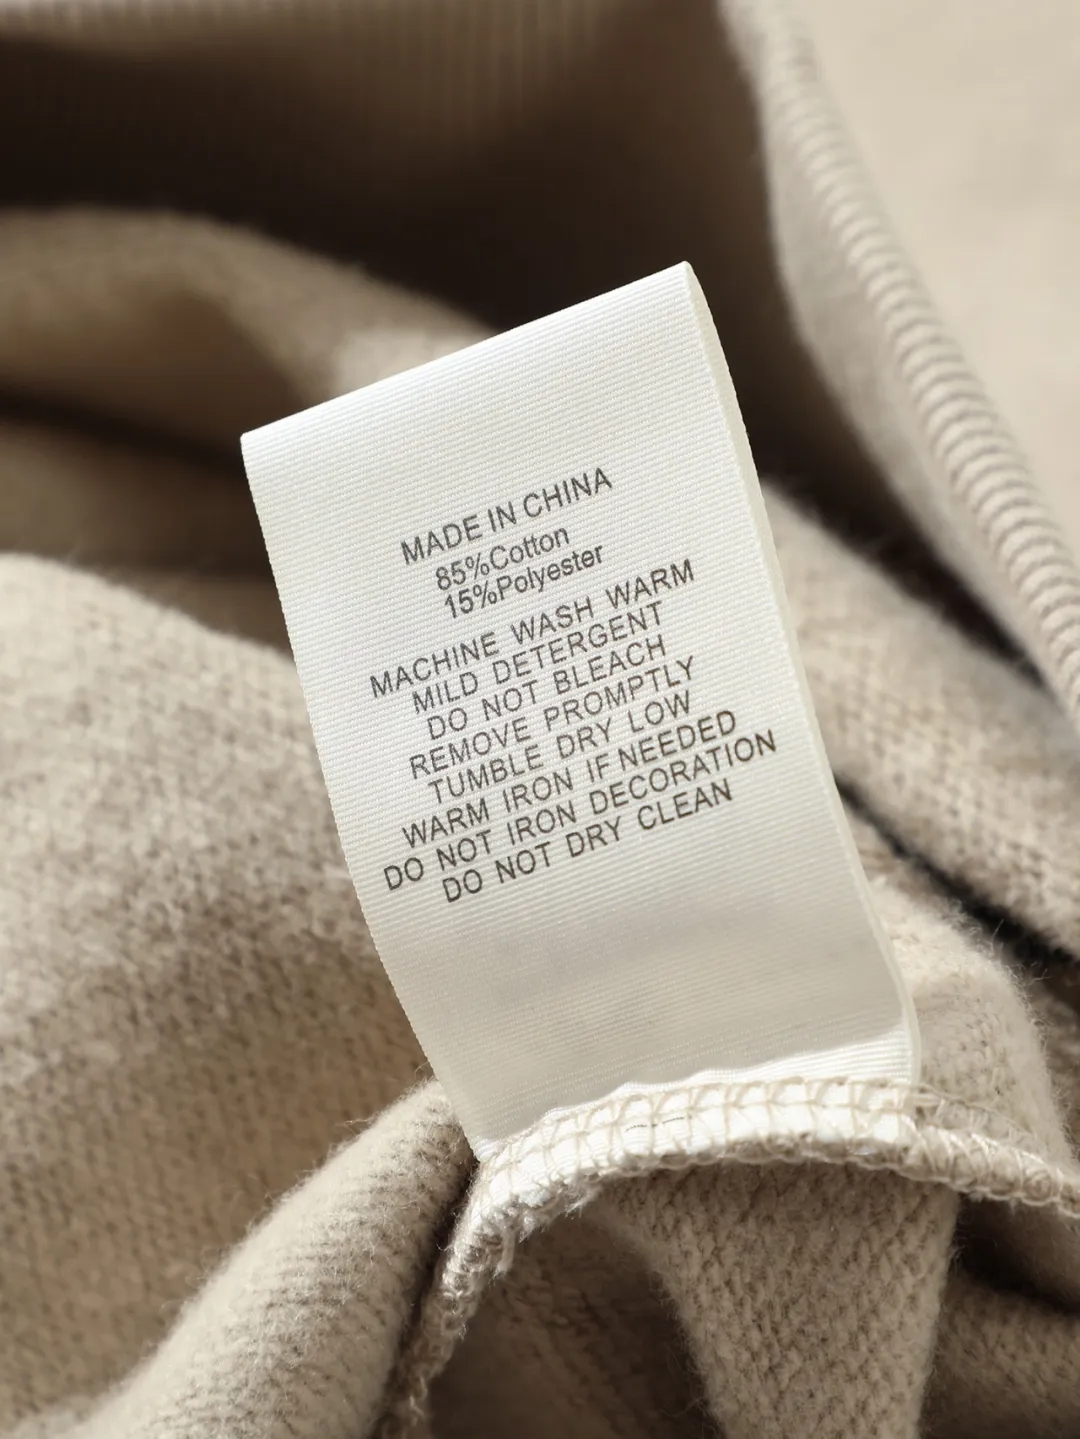 MADE IN CHINA
85%Cotton
15%Polyester
MACHINE WASH WARM
MILD DETERGENT
DO NOT BLEACH
REMOVE PROMPTLY
TUMBLE DRY LOW
WARM IRON IF NEEDED
DO NOT IRON DECORATION
DO NOT DRY CLEAN